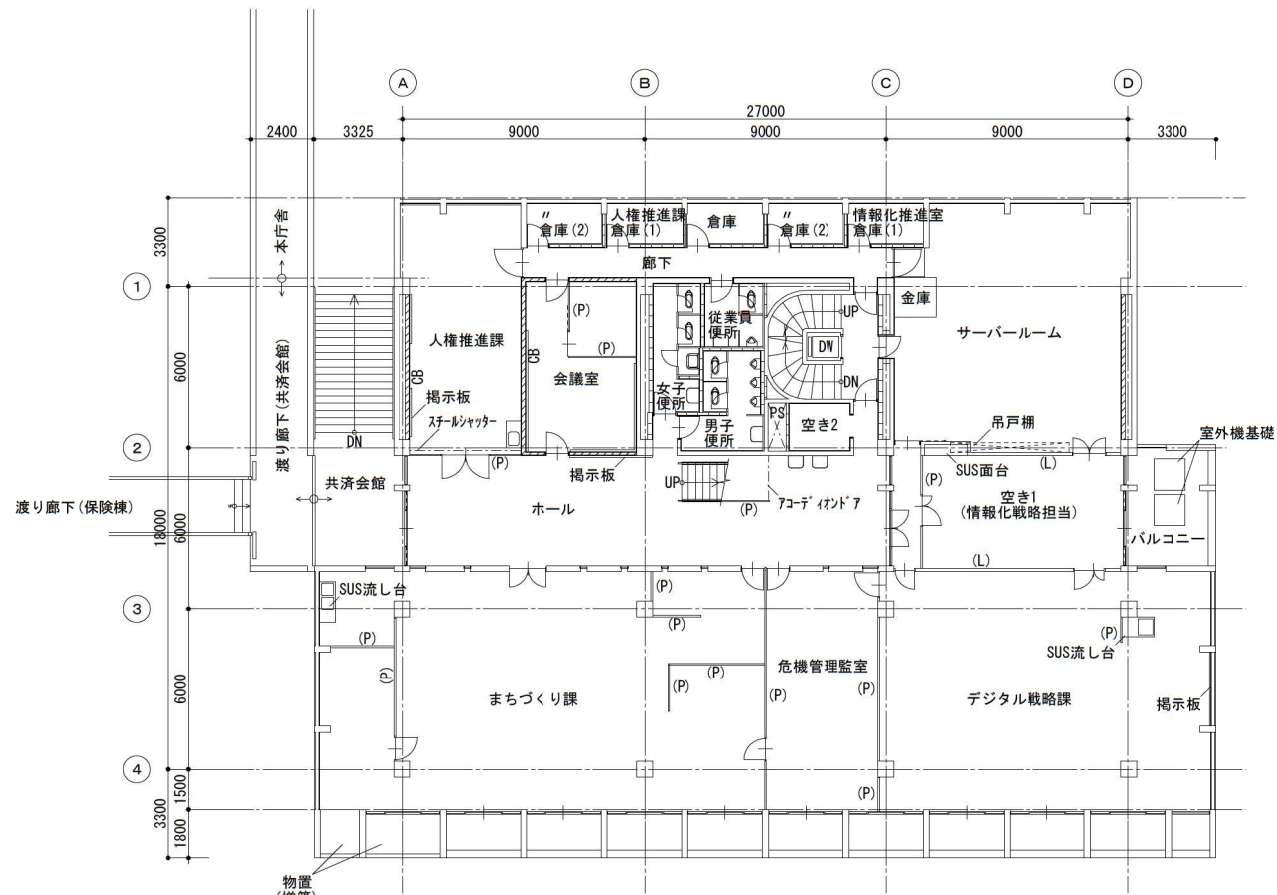 A
B
C
D
27000
2400
3325
9000
9000
9000
3300
本庁舎
〃
倉庫(2)
人権推進課
倉庫(1)
倉庫
〃
倉庫(2)
情報化推進室
倉庫(1)
3300
廊下
1
金庫
(P)
従業員
便所
UP
サーバールーム
人権推進課
DW
(P)
6000
渡り廊下(共済会館)
CB
CB
会議室
女子
便所
DN
掲示板
スチールシャッター
PS
空き2
吊戸棚
男子
便所
DN
2
室外機基礎
(P)
掲示板
SUS面台
(L)
共済会館
UP
(P)
空き1
(情報化戦略担当)
渡り廊下(保険棟)
ホール
アコーディオンドア
(P)
バルコニー
18000
6000
(L)
SUS流し台
(P)
3
(P)
(P)
(P)
SUS流し台
(P)
(P)
(P)
危機管理監室
6000
まちづくり課
(P)
(P)
デジタル戦略課
掲示板
4
1500
(P)
3300
1800
物置